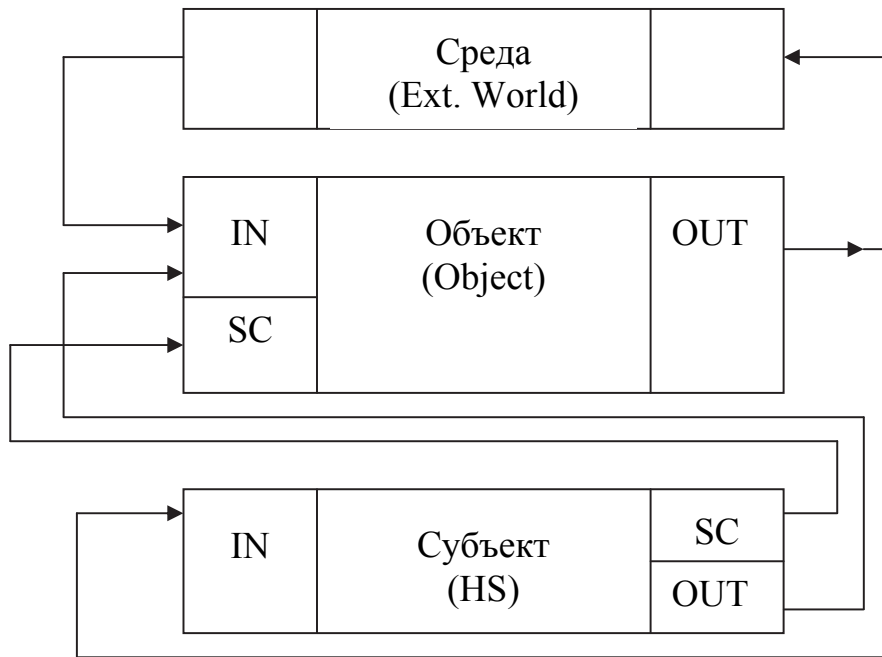 Среда
(Ext. World)
IN
Объект
(Object)
OUT
SC
IN
Субъект
(HS)
SC
OUT